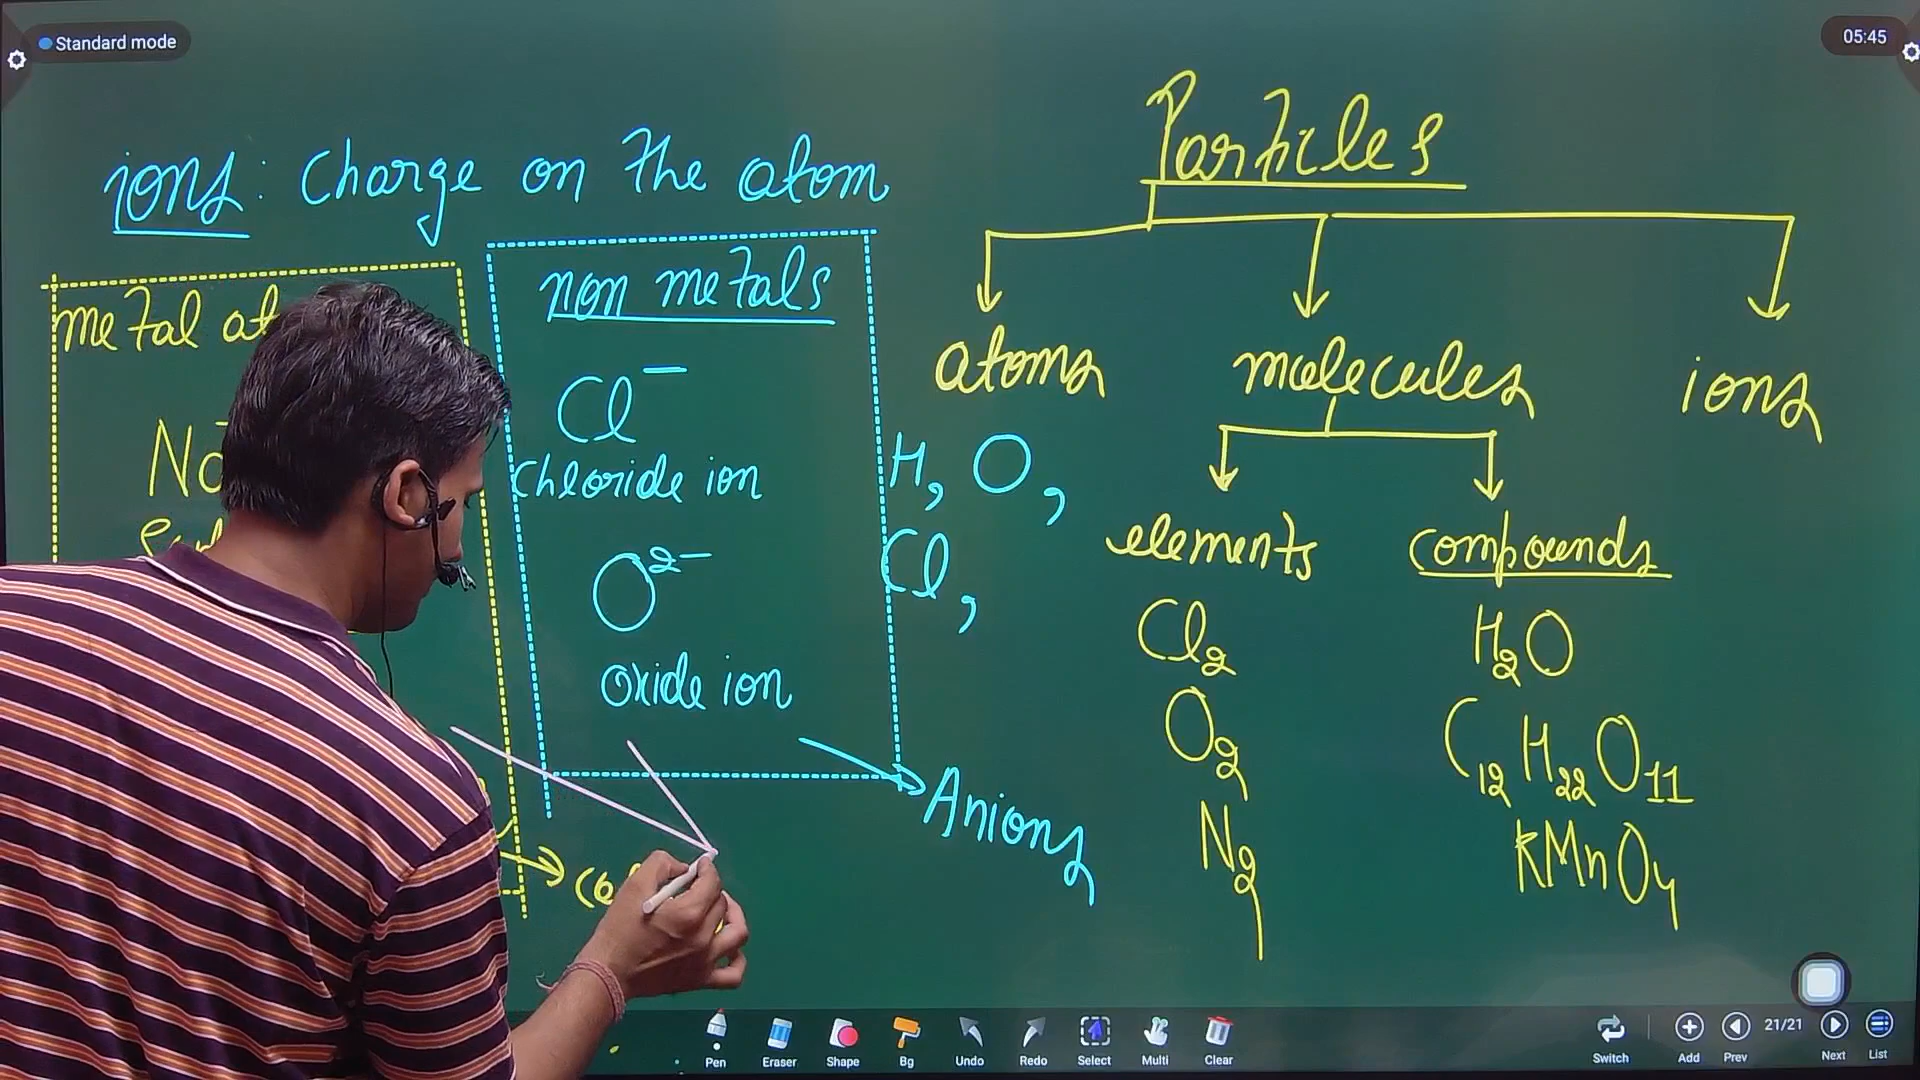 Standard mode
05:45
ions: Charge on the atom
metal
non metals
Cl⁻
Chloride ion
O²⁻
oxide ion
Anions
Particles
atoms molecules ions
H, O,
Cl,
elements compounds
Cl₂ H₂O
O₂ C₁₂H₂₂O₁₁
N₂ KMnO₄
Pen Eraser Shape Bg Undo Redo Select Multi Clear Switch Add Prev 21/21 Next List